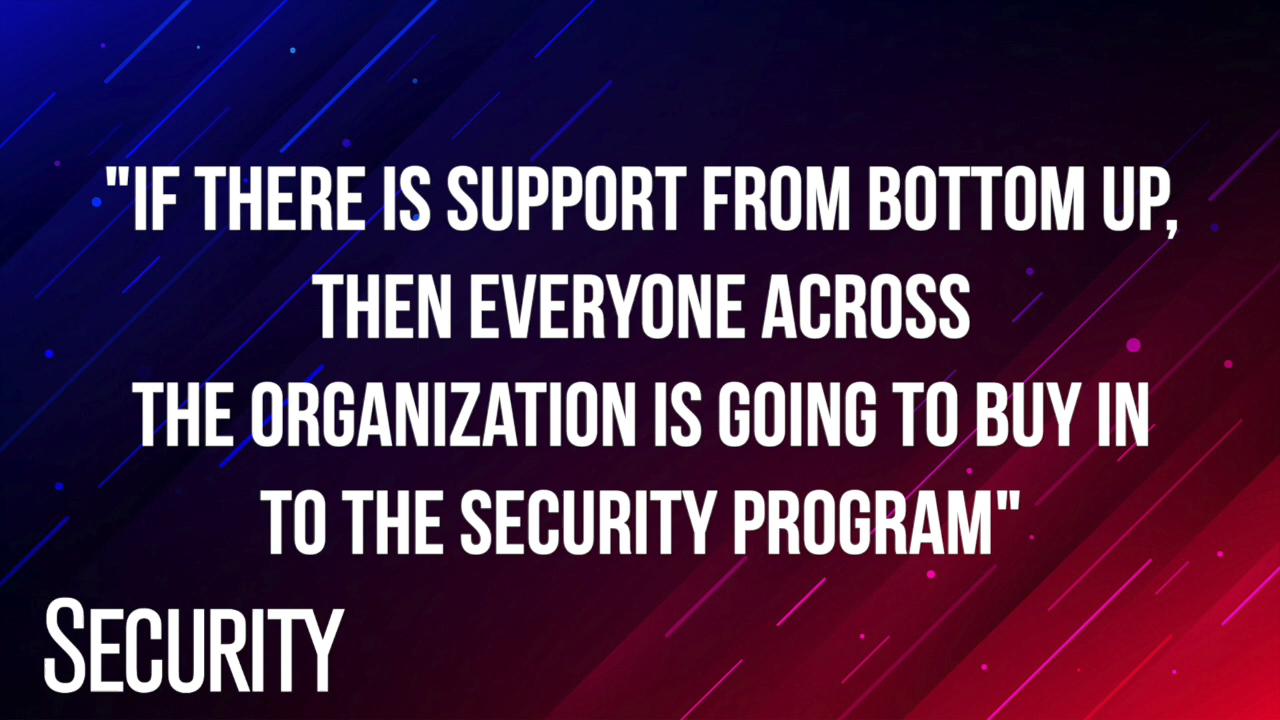 "IF THERE IS SUPPORT FROM BOTTOM UP,
THEN EVERYONE ACROSS
THE ORGANIZATION IS GOING TO BUY IN
TO THE SECURITY PROGRAM"
SECURITY